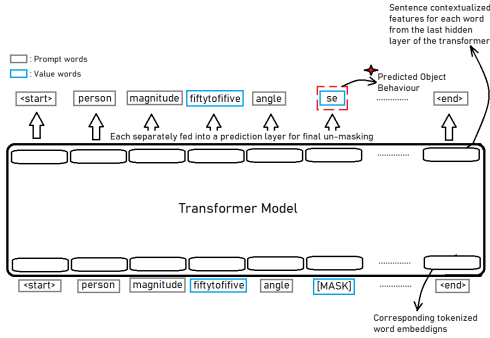 Sentence contextualized
features for each word
from the last hidden
layer of the transformer
: Prompt words
: Value words
Predicted Object
Behaviour
<start> person magnitude fiftytofifive angle se .............. <end>
Each separately fed into a prediction layer for final un-masking
..............
Transformer Model
..............
<start> person magnitude fiftytofifive angle [MASK] .............. <end>
Corresponding tokenized
word embeddigns